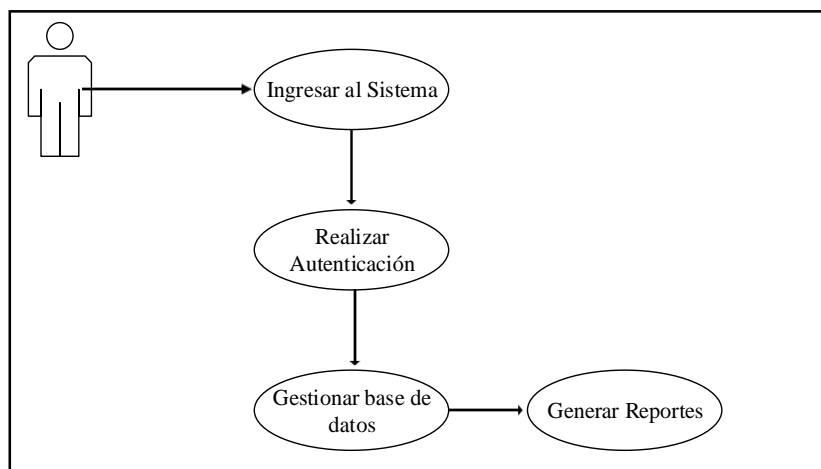 Ingresar al Sistema
Realizar
Autenticación
Gestionar base de
datos
Generar Reportes